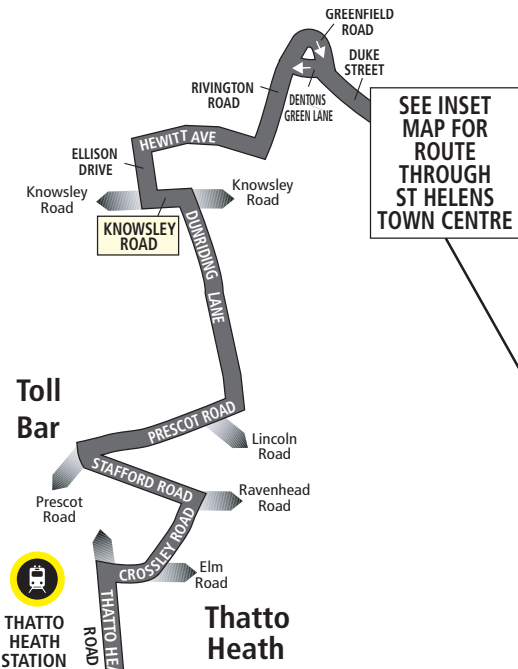 GREENFIELD
ROAD
DUKE
STREET
RIVINGTON
ROAD
DENTONS
GREEN LANE
SEE INSET
MAP FOR
ROUTE
THROUGH
ST HELENS
TOWN CENTRE
HEWITT AVE
ELLISON
DRIVE
Knowsley
Road
Knowsley
Road
KNOWSLEY
ROAD
DUNRIDING LANE
Toll
Bar
PRESCOT ROAD
Lincoln
Road
STAFFORD ROAD
Prescot
Road
Ravenhead
Road
CROSSLEY ROAD
Elm
Road
THATTO
HEATH
STATION
THATTO HE
ROAD
Thatto
Heath